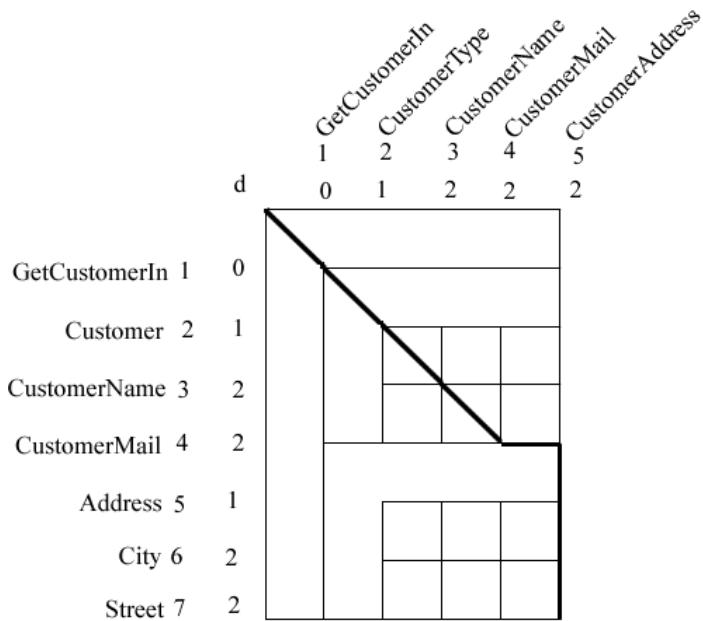 GetCustomerIn
CustomerType
CustomerName
CustomerMail
CustomerAddress
1 2 3 4 5
d 0 1 2 2 2
GetCustomerIn 1 0
Customer 2 1
CustomerName 3 2
CustomerMail 4 2
Address 5 1
City 6 2
Street 7 2